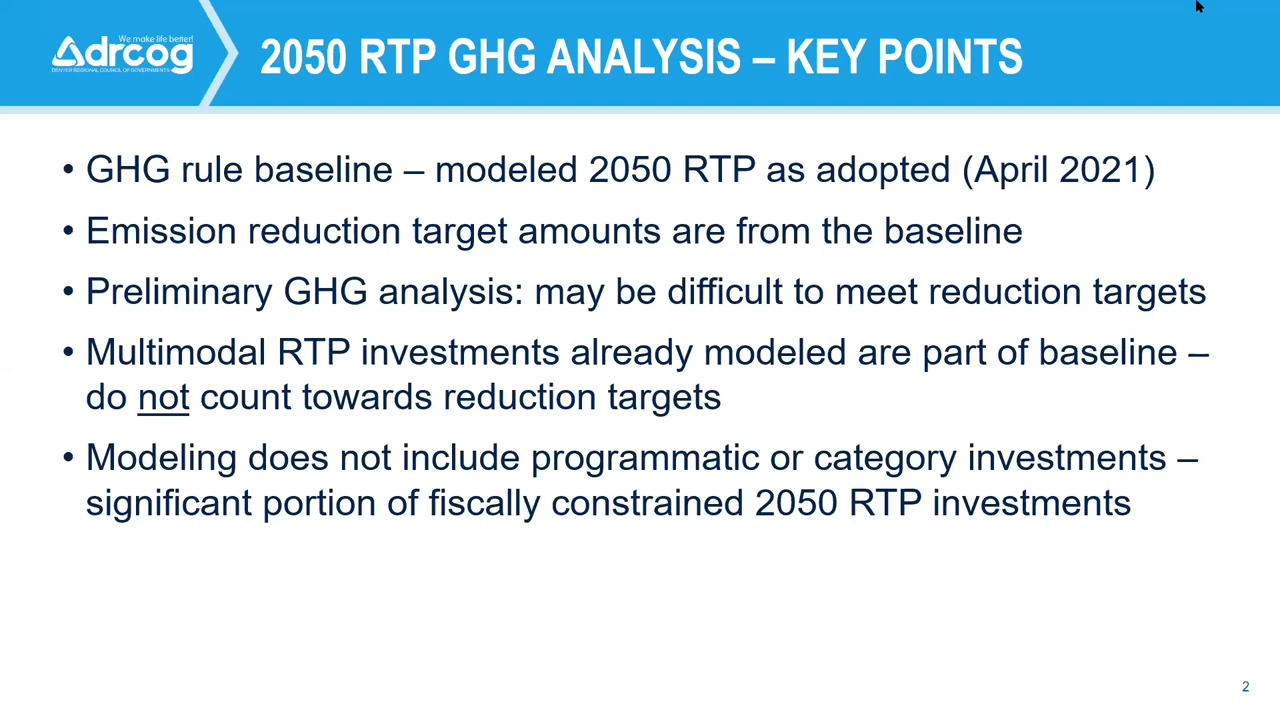 We make life better!
drcog
DENVER REGIONAL COUNCIL OF GOVERNMENTS
2050 RTP GHG ANALYSIS – KEY POINTS
• GHG rule baseline – modeled 2050 RTP as adopted (April 2021)
• Emission reduction target amounts are from the baseline
• Preliminary GHG analysis: may be difficult to meet reduction targets
• Multimodal RTP investments already modeled are part of baseline –
do not count towards reduction targets
• Modeling does not include programmatic or category investments –
significant portion of fiscally constrained 2050 RTP investments
2